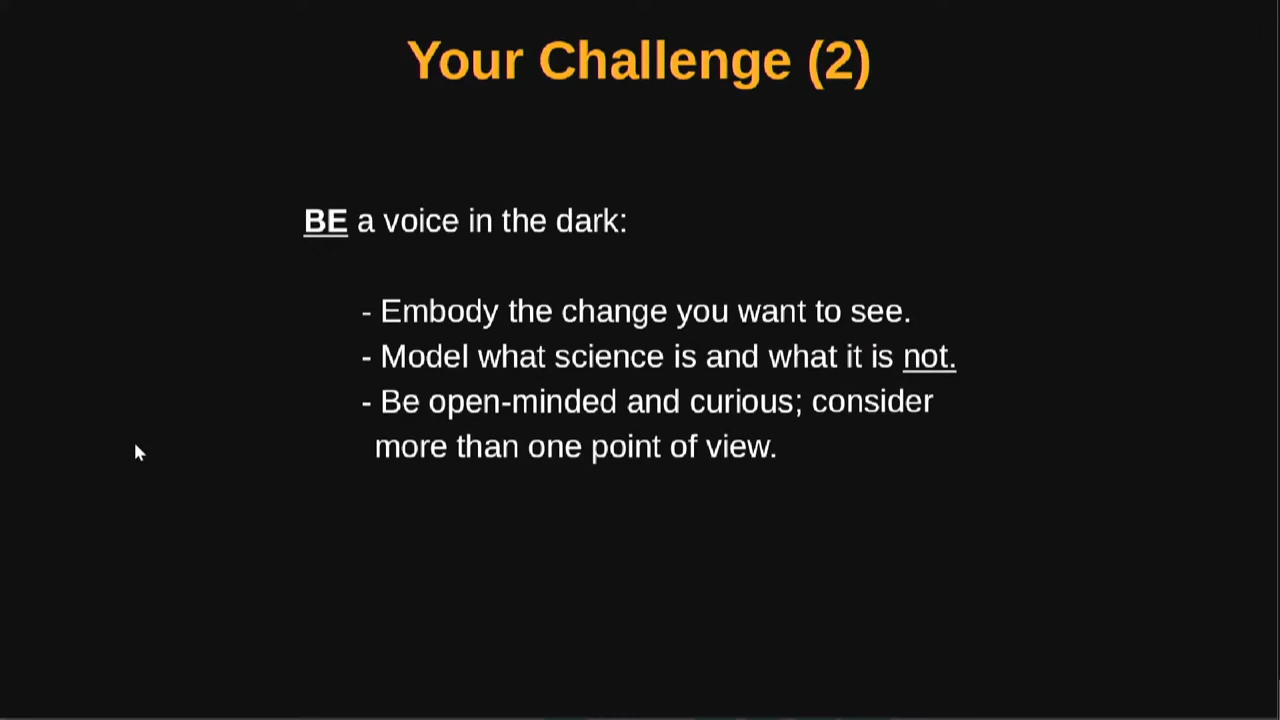 Your Challenge (2)
BE a voice in the dark:
- Embody the change you want to see.
- Model what science is and what it is not.
- Be open-minded and curious; consider
more than one point of view.